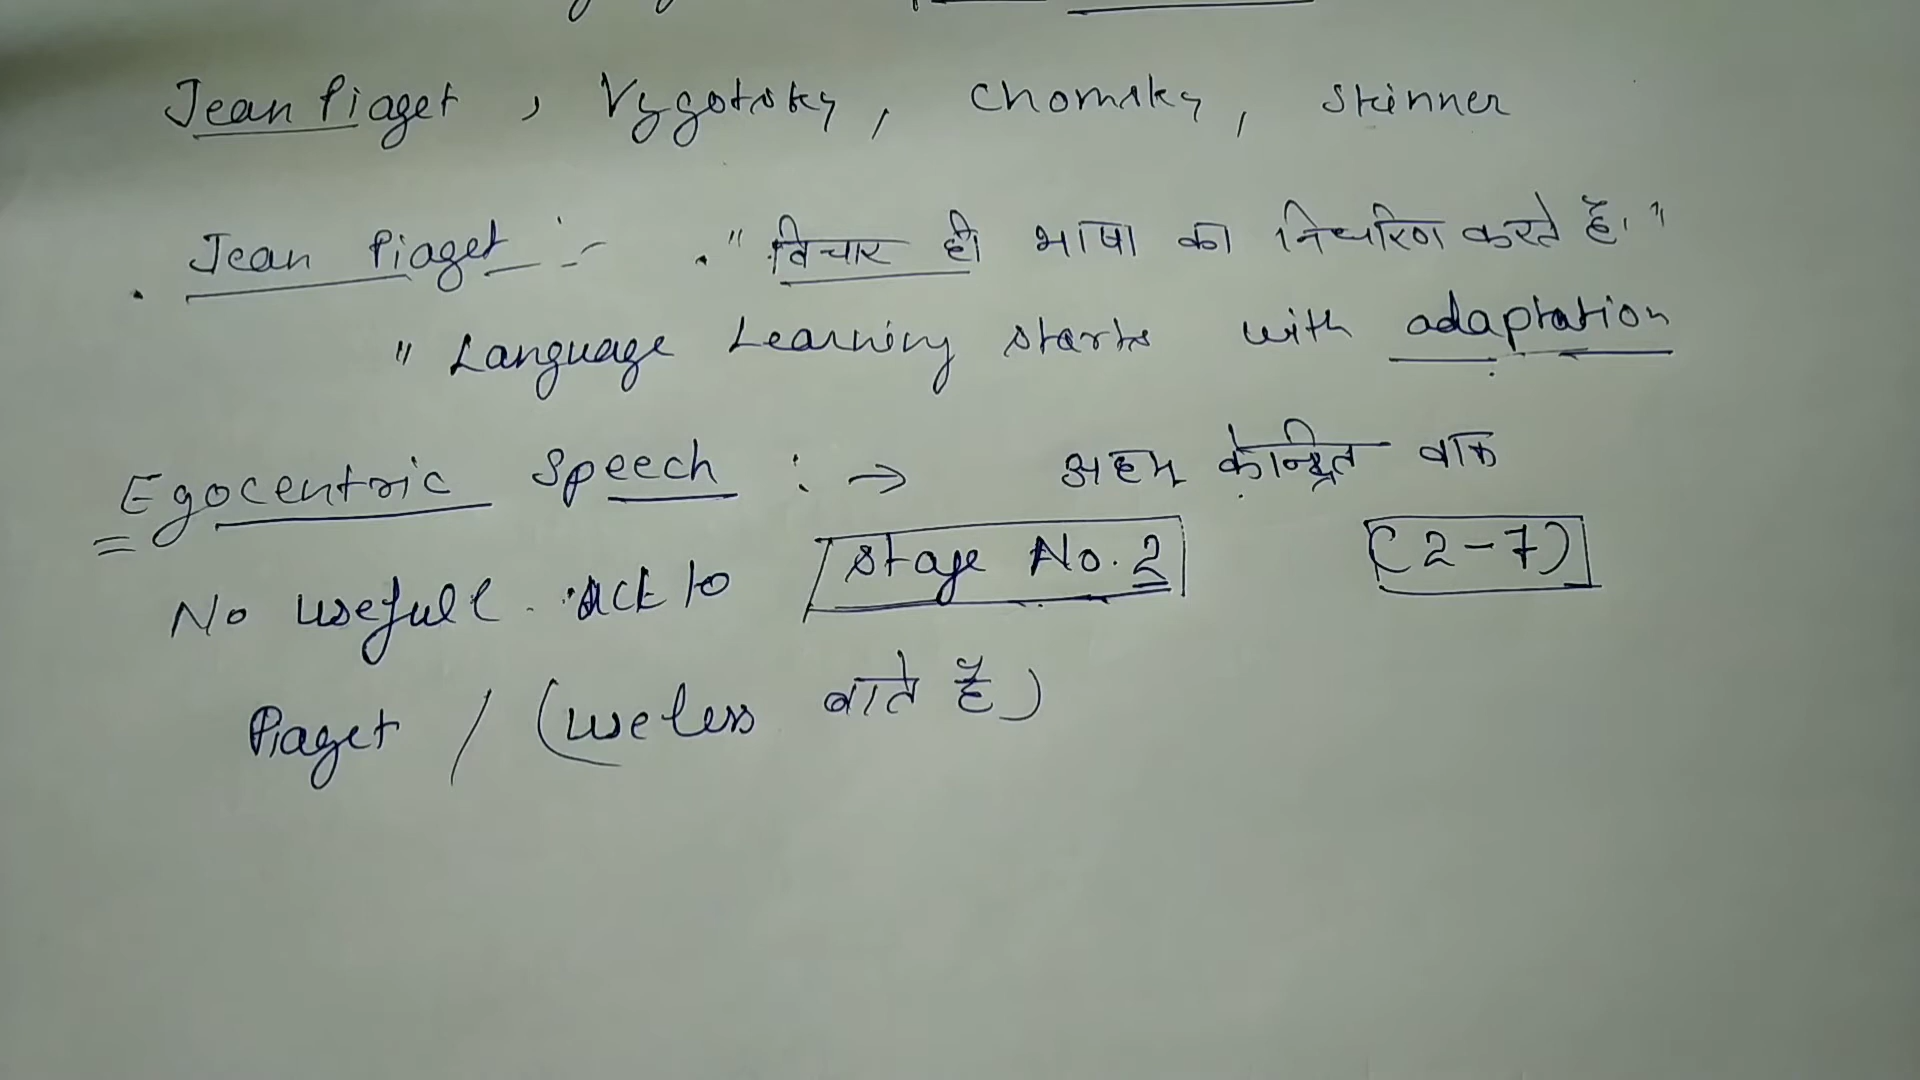 Jean Piaget , Vygotsky , Chomsky , Skinner
. Jean Piaget :- . " विचार ही भाषा का निर्धारण करते है। "
" Language Learning starts with adaptation
Egocentric Speech : → अहम केन्द्रित वाक
No usefull ack to Stage No. 2 (2-7)
Piaget / (useless बाते है)